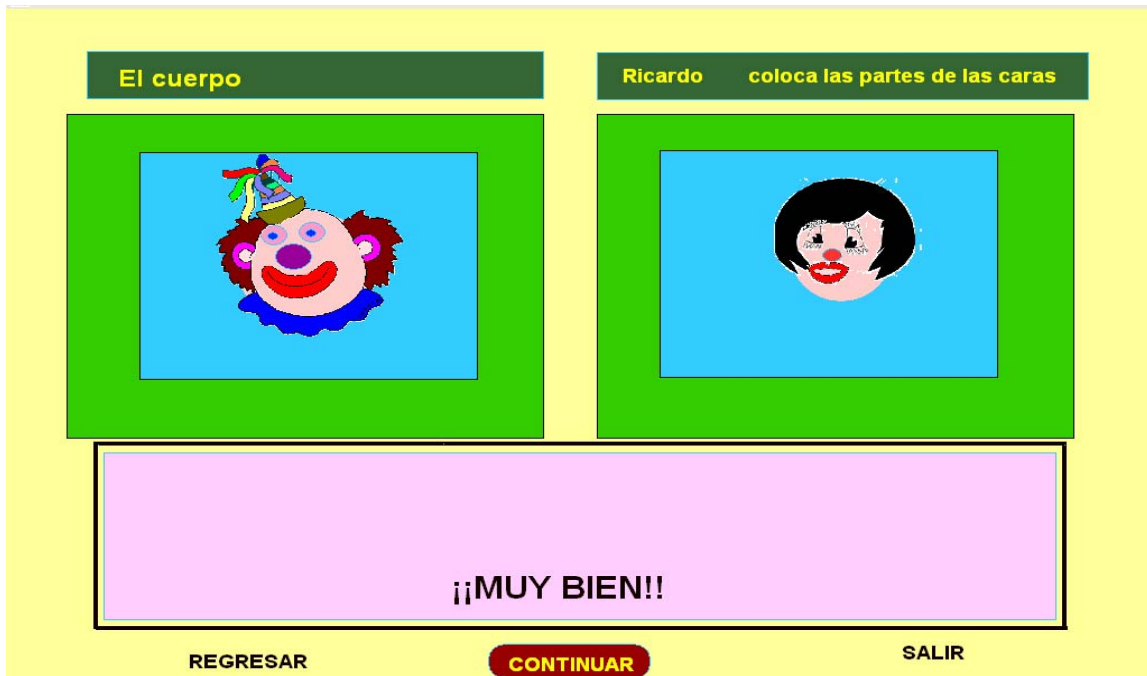 El cuerpo
Ricardo coloca las partes de las caras
¡¡MUY BIEN!!
REGRESAR
CONTINUAR
SALIR